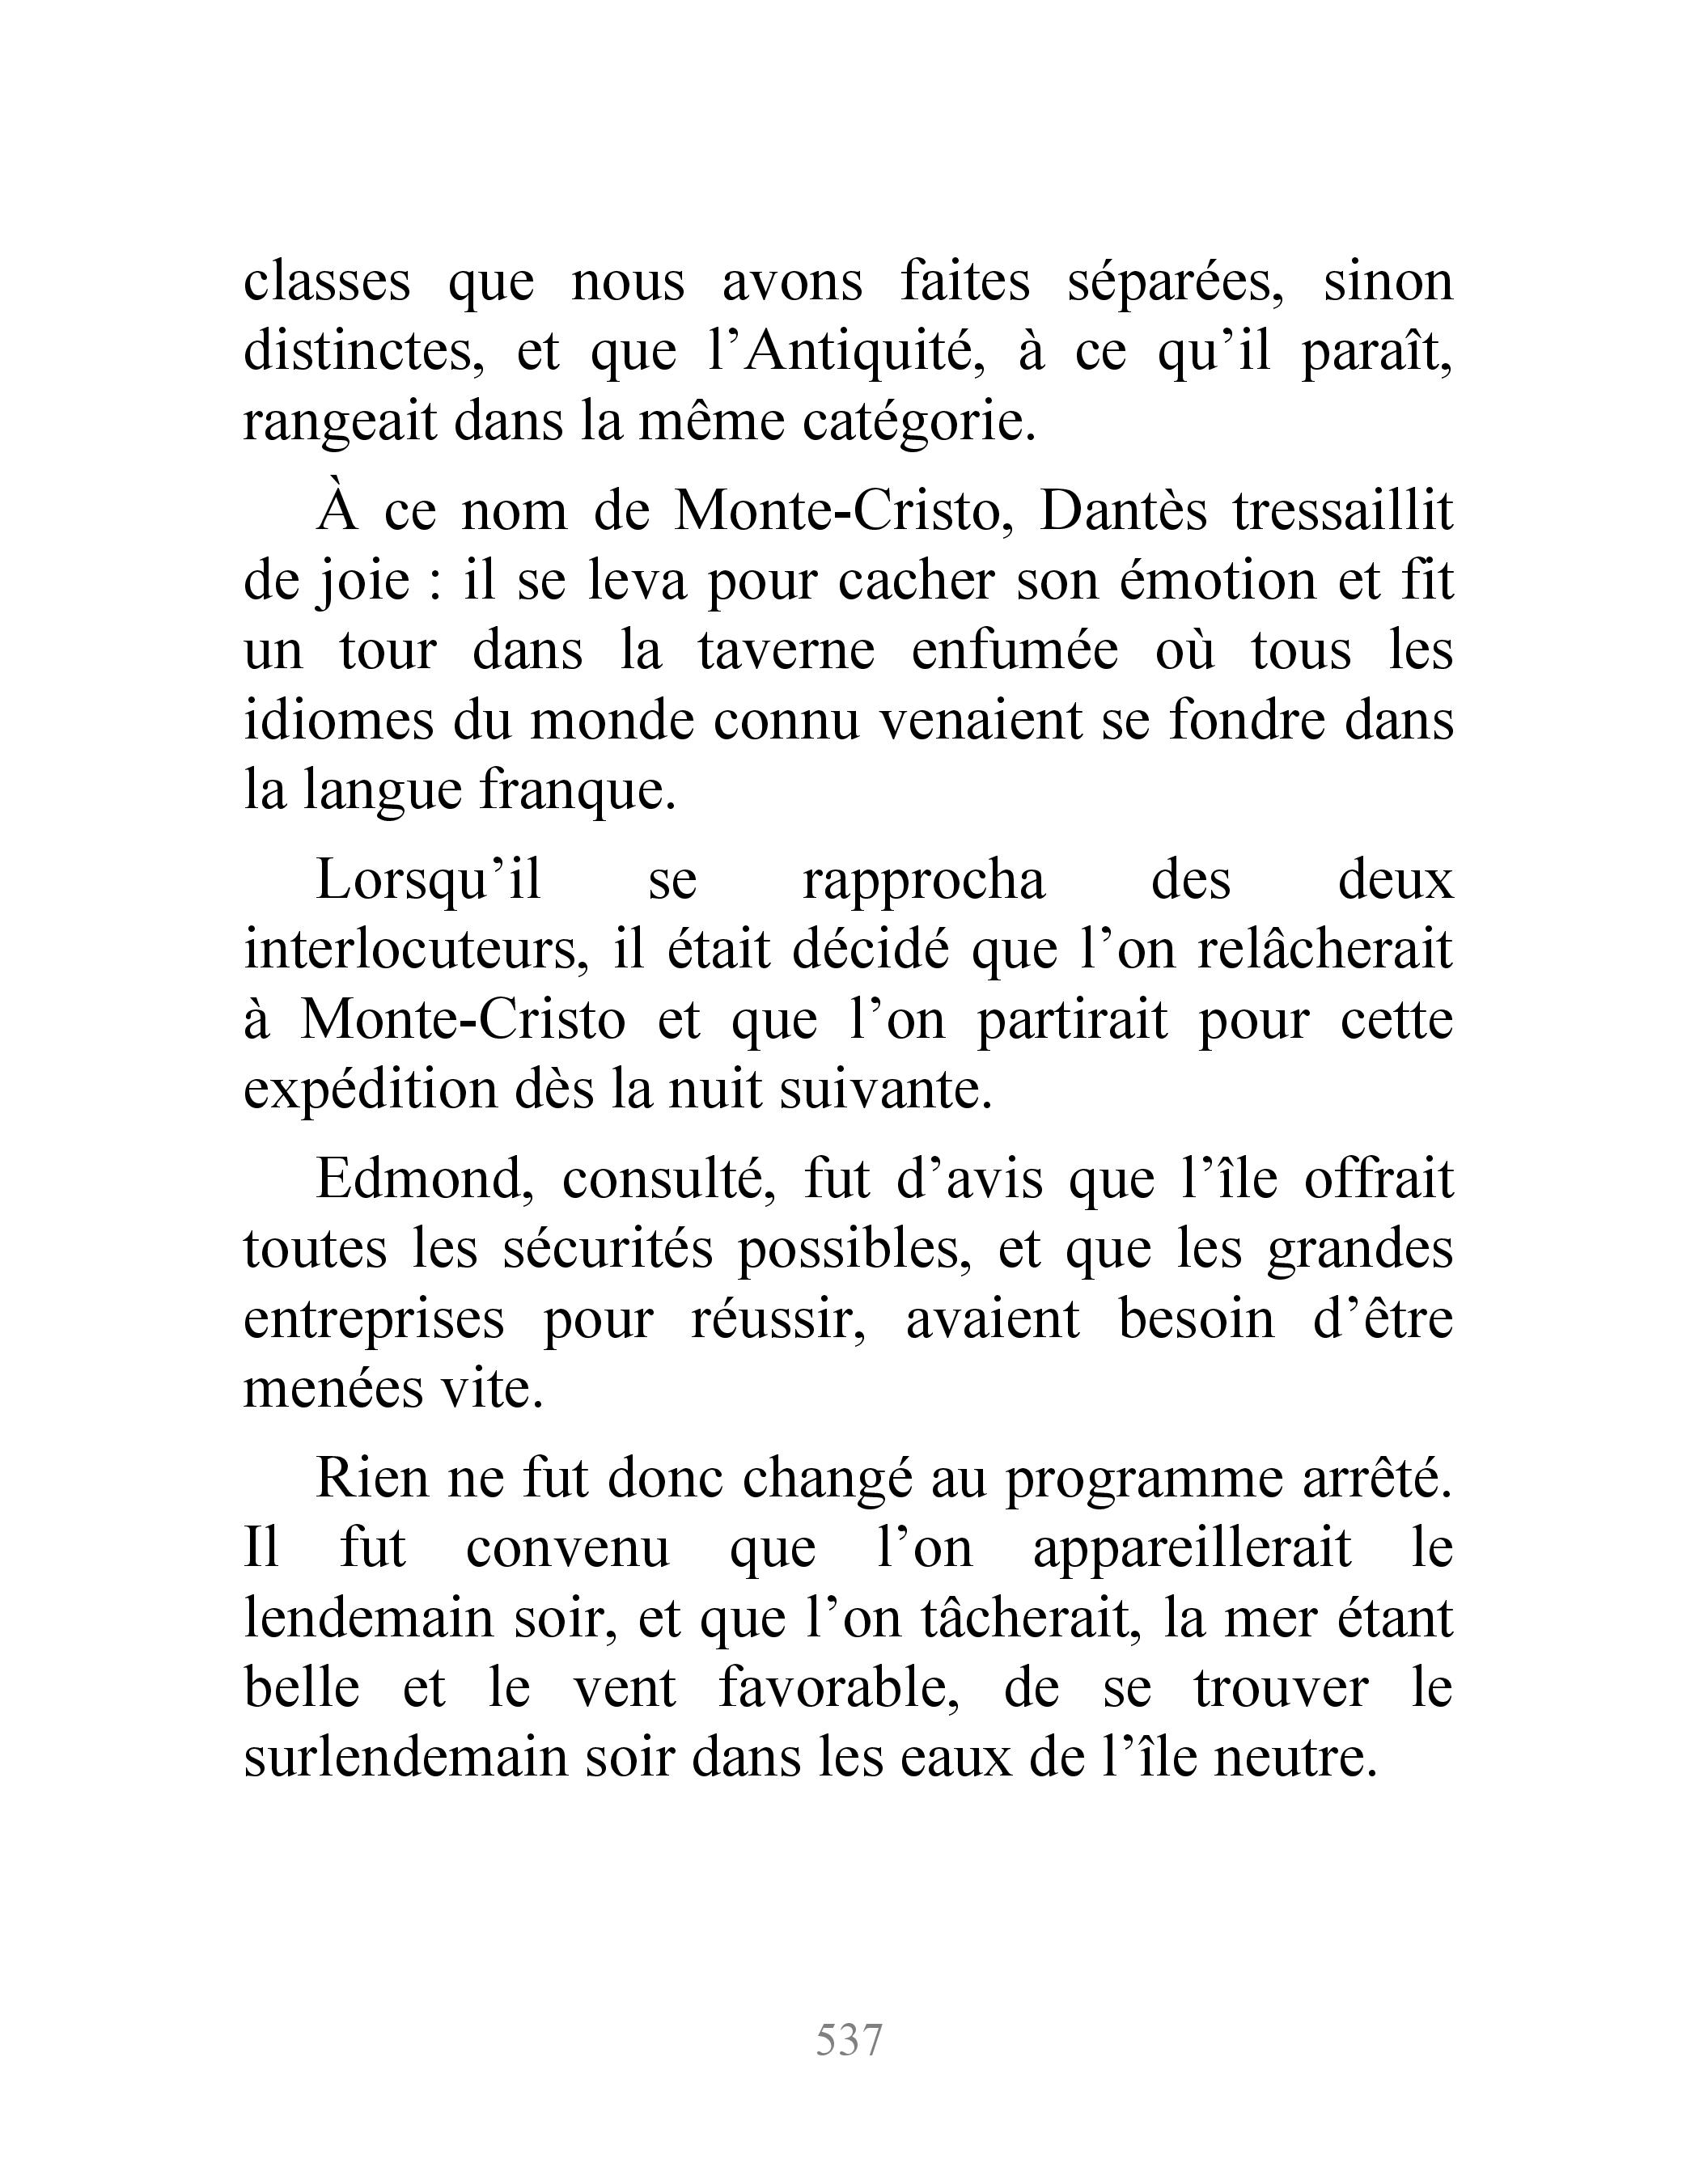 classes que nous avons faites séparées, sinon
distinctes, et que l’Antiquité, à ce qu’il paraît,
rangeait dans la même catégorie.
À ce nom de Monte-Cristo, Dantès tressaillit
de joie : il se leva pour cacher son émotion et fit
un tour dans la taverne enfumée où tous les
idiomes du monde connu venaient se fondre dans
la langue franque.
Lorsqu’il se rapprocha des deux
interlocuteurs, il était décidé que l’on relâcherait
à Monte-Cristo et que l’on partirait pour cette
expédition dès la nuit suivante.
Edmond, consulté, fut d’avis que l’île offrait
toutes les sécurités possibles, et que les grandes
entreprises pour réussir, avaient besoin d’être
menées vite.
Rien ne fut donc changé au programme arrêté.
Il fut convenu que l’on appareillerait le
lendemain soir, et que l’on tâcherait, la mer étant
belle et le vent favorable, de se trouver le
surlendemain soir dans les eaux de l’île neutre.
537